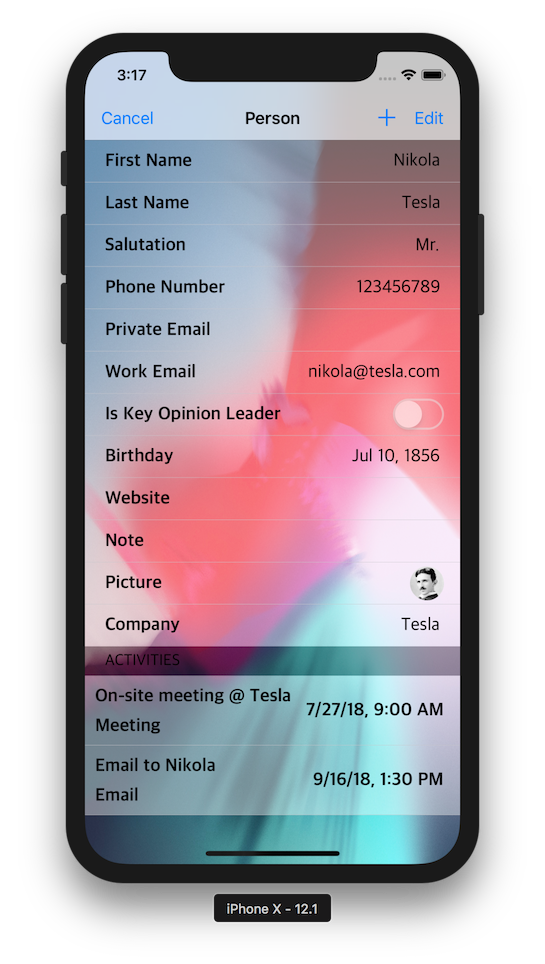 3:17
Cancel Person + Edit
First Name Nikola
Last Name Tesla
Salutation Mr.
Phone Number 123456789
Private Email
Work Email nikola@tesla.com
Is Key Opinion Leader
Birthday Jul 10, 1856
Website
Note
Picture
Company Tesla
ACTIVITIES
On-site meeting @ Tesla 7/27/18, 9:00 AM
Meeting
Email to Nikola 9/16/18, 1:30 PM
Email
iPhone X - 12.1